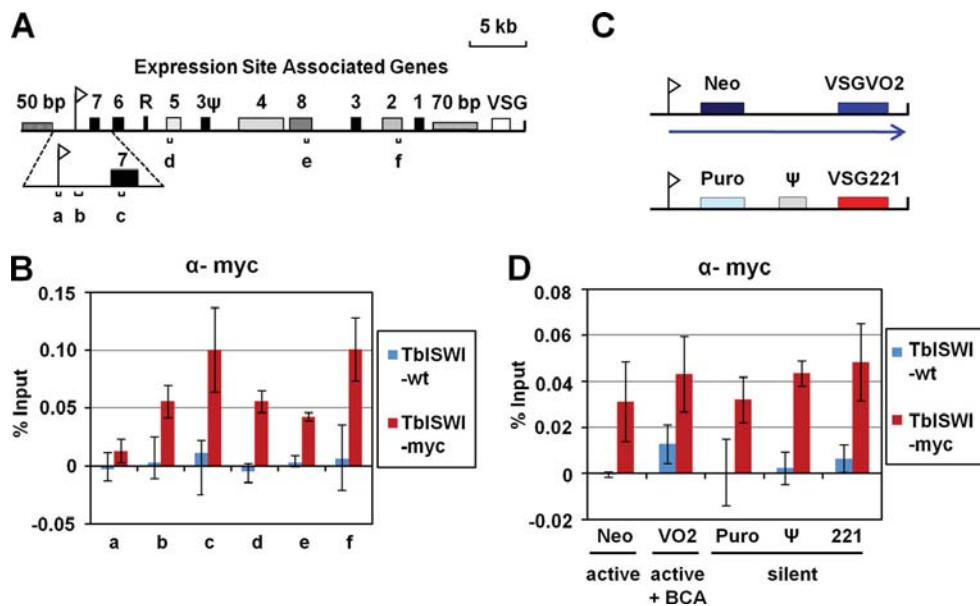 A
5 kb
Expression Site Associated Genes
50 bp 7 6 R 5 3Ψ 4 8 3 2 1 70 bp VSG
d e f
7
a b c
B
α- myc
0.15
0.10
0.05
0
-0.05
% Input
a b c d e f
TbISWI
-wt
TbISWI
-myc
C
Neo VSGVO2
Puro Ψ VSG221
D
α- myc
0.08
0.06
0.04
0.02
0
-0.02
% Input
Neo VO2 Puro Ψ 221
active active silent
+ BCA
TbISWI
-wt
TbISWI
-myc